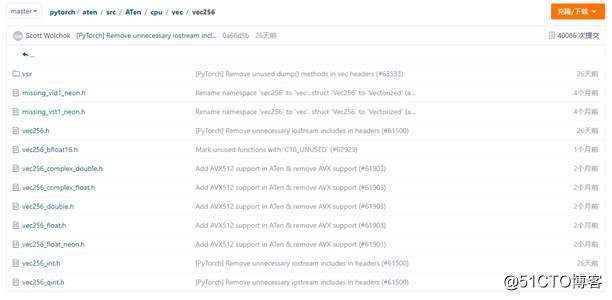 master pytorch / aten / src / ATen / cpu / vec / vec256 克隆/下载
Scott Wolchok [PyTorch] Remove unnecessary iostream incl... 0a66d5b 26天前 40086 次提交
..
vsx [PyTorch] Remove unused dump() methods in vec headers (#63533) 26天前
missing_vld1_neon.h Rename namespace 'vec256' to 'vec'. struct 'Vec256' to 'Vectorized' (a... 4个月前
missing_vst1_neon.h Rename namespace 'vec256' to 'vec'. struct 'Vec256' to 'Vectorized' (a... 4个月前
vec256.h [PyTorch] Remove unnecessary iostream includes in headers (#61500) 26天前
vec256_bfloat16.h Mark unused functions with 'C10_UNUSED' (#62929) 1个月前
vec256_complex_double.h Add AVX512 support in ATen & remove AVX support (#61903) 2个月前
vec256_complex_float.h Add AVX512 support in ATen & remove AVX support (#61903) 2个月前
vec256_double.h Add AVX512 support in ATen & remove AVX support (#61903) 2个月前
vec256_float.h Add AVX512 support in ATen & remove AVX support (#61903) 2个月前
vec256_float_neon.h Add AVX512 support in ATen & remove AVX support (#61903) 2个月前
vec256_int.h [PyTorch] Remove unnecessary iostream includes in headers (#61500) 26天前
vec256_qint.h [PyTorch] Remove unnecessary iostream includes in headers (#61500)
@51CTO博客